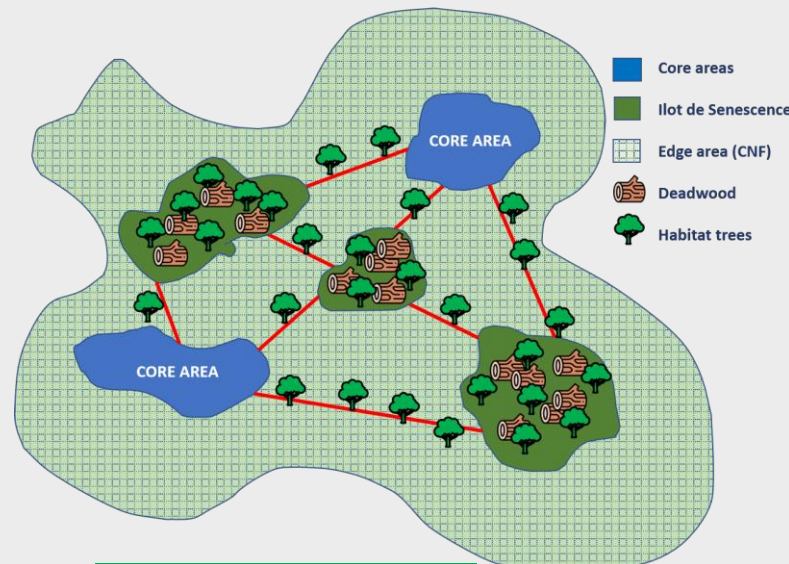 CORE AREA
CORE AREA
Core areas
Ilot de Senescence
Edge area (CNF)
Deadwood
Habitat trees